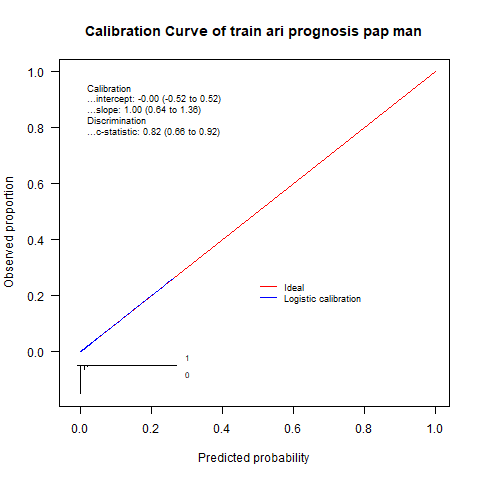 Calibration Curve of train ari prognosis pap man
Calibration
...intercept: -0.00 (-0.52 to 0.52)
...slope: 1.00 (0.64 to 1.36)
Discrimination
...c-statistic: 0.82 (0.66 to 0.92)
1.0
0.8
0.6
0.4
0.2
0.0
Observed proportion
Ideal
Logistic calibration
1
0
0.0 0.2 0.4 0.6 0.8 1.0
Predicted probability